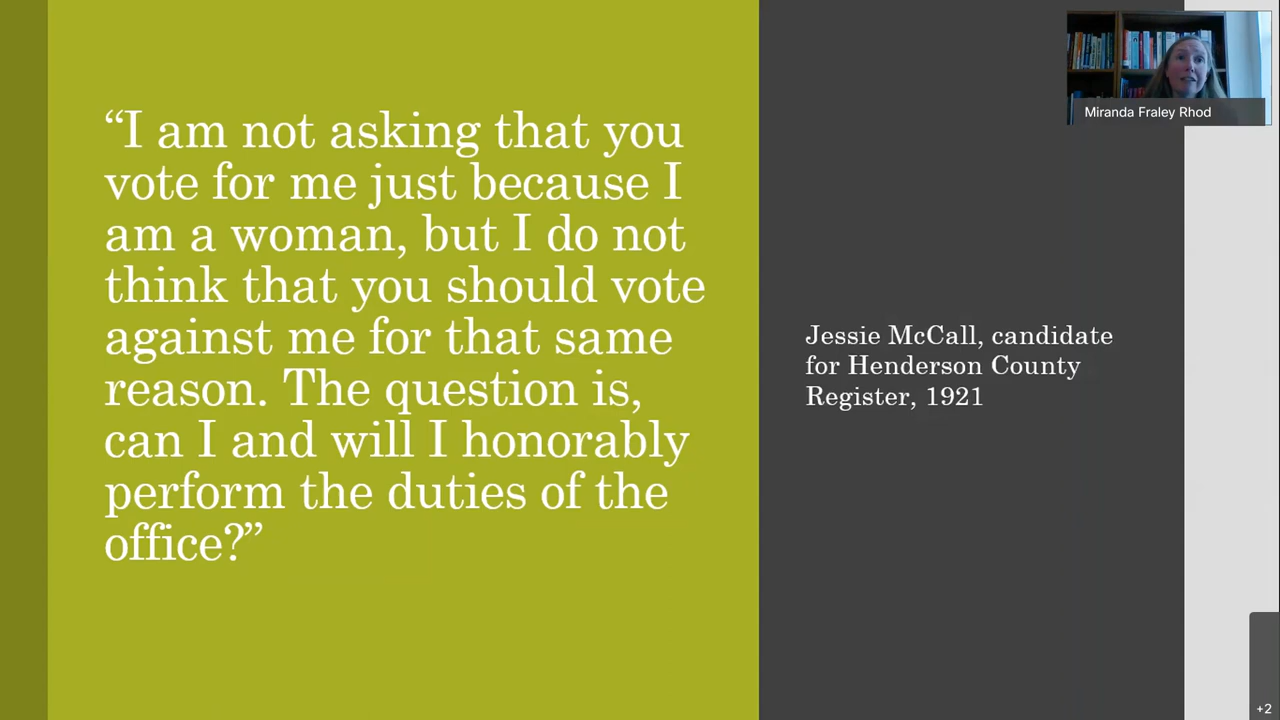 “I am not asking that you
vote for me just because I
am a woman, but I do not
think that you should vote
against me for that same
reason. The question is,
can I and will I honorably
perform the duties of the
office?”
Jessie McCall, candidate
for Henderson County
Register, 1921
Miranda Fraley Rhod
+2